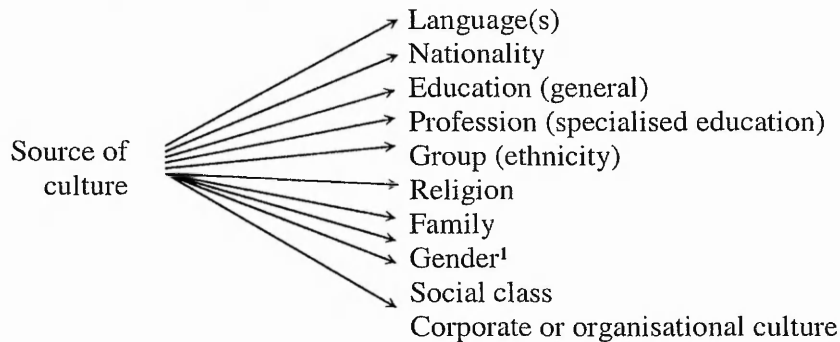 Language(s)
Nationality
Education (general)
Profession (specialised education)
Group (ethnicity)
Source of
culture
Religion
Family
Gender¹
Social class
Corporate or organisational culture